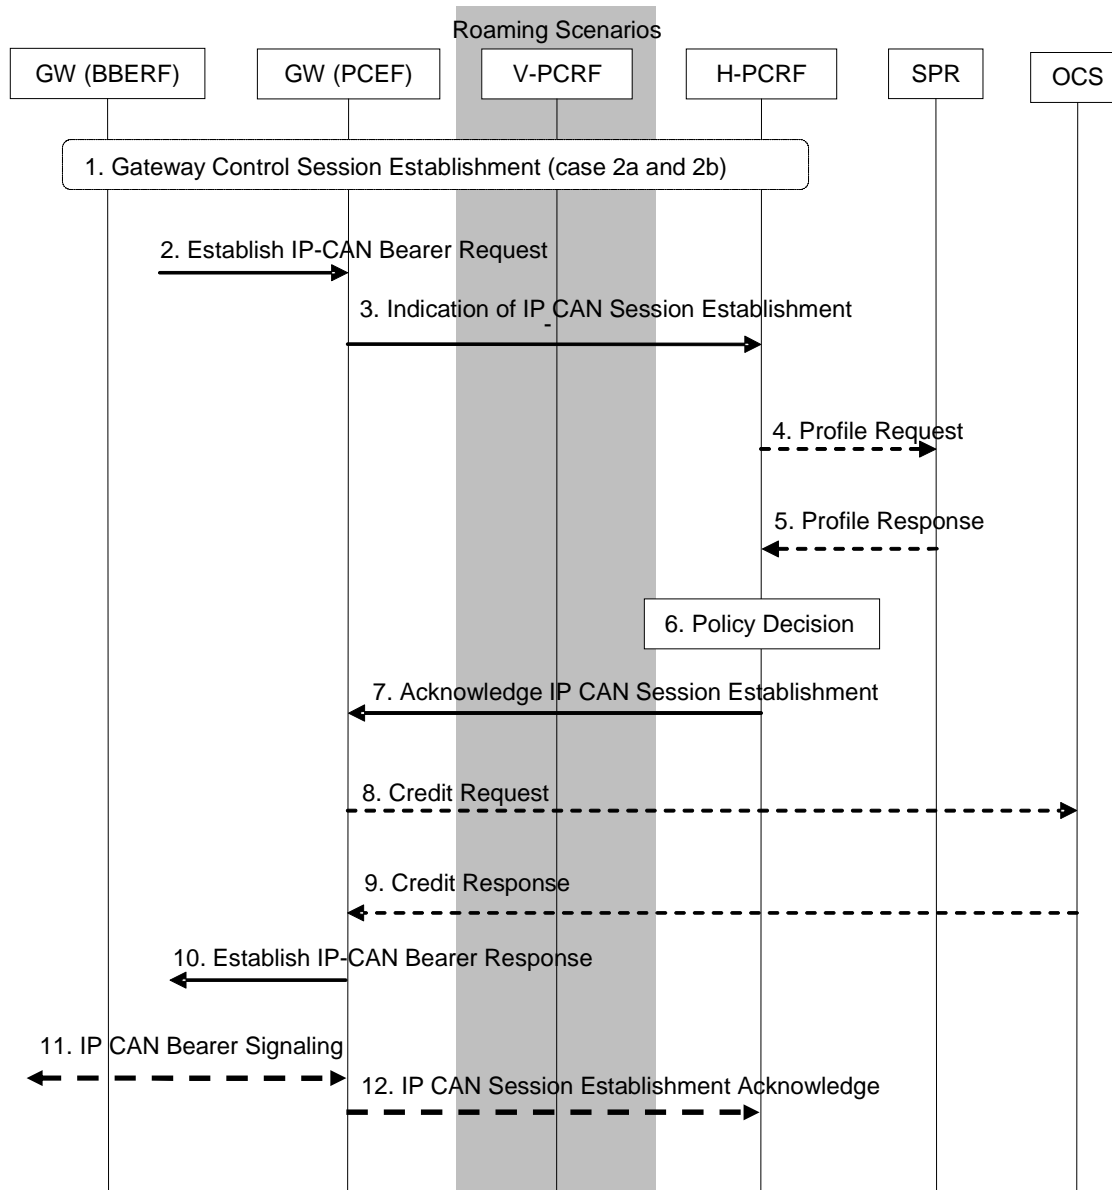 Roaming Scenarios
GW (BBERF)
GW (PCEF)
V-PCRF
H-PCRF
SPR
OCS
1. Gateway Control Session Establishment (case 2a and 2b)
2. Establish IP-CAN Bearer Request
3. Indication of IP_CAN Session Establishment
4. Profile Request
5. Profile Response
6. Policy Decision
7. Acknowledge IP CAN Session Establishment
8. Credit Request
9. Credit Response
10. Establish IP-CAN Bearer Response
11. IP CAN Bearer Signaling
12. IP CAN Session Establishment Acknowledge